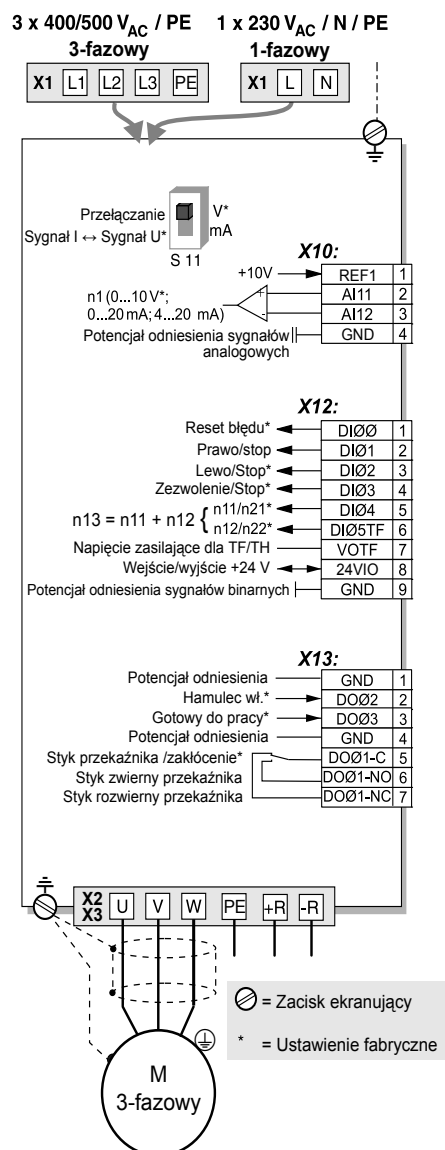 3 x 400/500 VAC / PE
3-fazowy
1 x 230 VAC / N / PE
1-fazowy
X1 L1 L2 L3 PE
X1 L N
Przełączanie
Sygnał I ↔ Sygnał U*
V*
mA
S 11
X10:
+10V REF1 1
n1 (0...10 V*; + AI11 2
0...20 mA; 4...20 mA) - AI12 3
Potencjał odniesienia sygnałów GND 4
analogowych
X12:
Reset błędu* DIØØ 1
Prawo/stop DIØ1 2
Lewo/Stop* DIØ2 3
Zezwolenie/Stop* DIØ3 4
n13 = n11 + n12 {
n11/n21* DIØ4 5
n12/n22* DIØ5TF 6
Napięcie zasilające dla TF/TH VOTF 7
Wejście/wyjście +24 V 24VIO 8
Potencjał odniesienia sygnałów binarnych GND 9
X13:
Potencjał odniesienia GND 1
Hamulec wł.* DOØ2 2
Gotowy do pracy* DOØ3 3
Potencjał odniesienia GND 4
Styk przekaźnika /zakłócenie* DOØ1-C 5
Styk zwierny przekaźnika DOØ1-NO 6
Styk rozwierny przekaźnika DOØ1-NC 7
X2
X3
U V W PE +R -R
= Zacisk ekranujący
* = Ustawienie fabryczne
M
3-fazowy